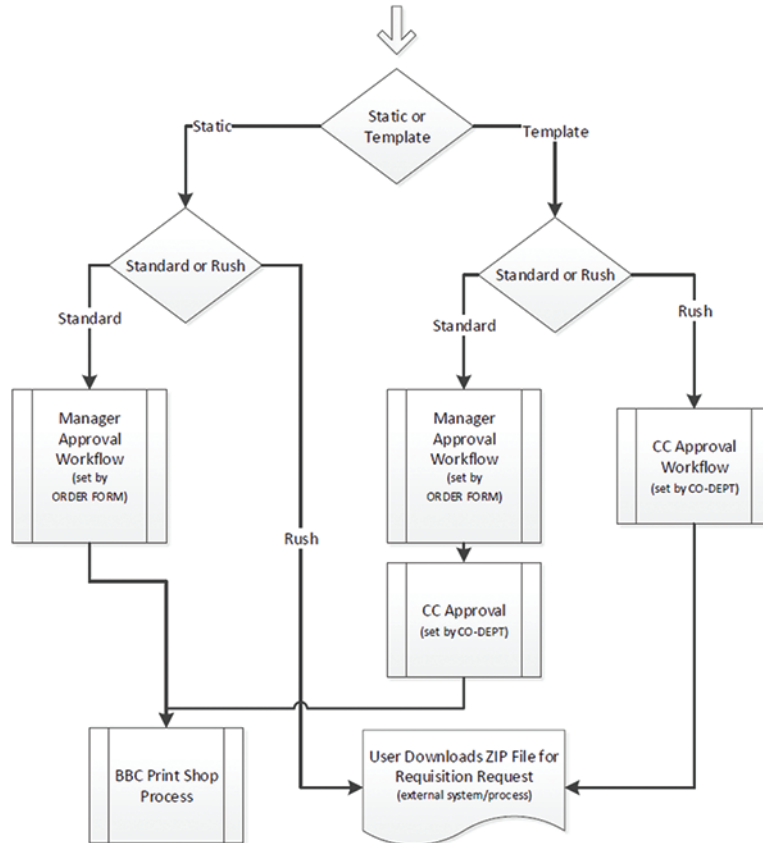 Static or
Template
Static
Template
Standard or Rush
Standard or Rush
Standard
Standard
Rush
Manager
Approval
Workflow
(set by
ORDER FORM)
Manager
Approval
Workflow
(set by
ORDER FORM)
CC Approval
Workflow
(set by CO-DEPT)
Rush
CC Approval
(set by CO-DEPT)
BBC Print Shop
Process
User Downloads ZIP File for
Requisition Request
(external system/process)